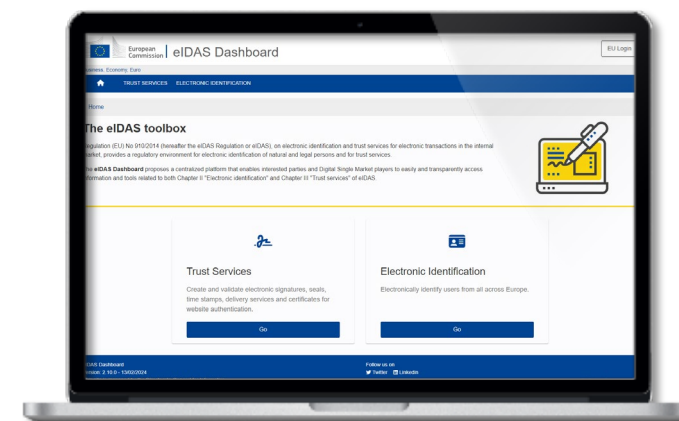 European
Commission
eIDAS Dashboard
EU Login
Economy, Euro
TRUST SERVICES ELECTRONIC IDENTIFICATION
Home
The eIDAS toolbox
Regulation (EU) No 910/2014 (hereafter the eIDAS Regulation or eIDAS), on electronic identification and trust services for electronic transactions in the internal
market, provides a regulatory environment for electronic identification of natural and legal persons and for trust services.
The eIDAS Dashboard proposes a centralized platform that enables interested parties and Digital Single Market players to easily and transparently access
information and tools related to both Chapter II "Electronic identification" and Chapter III "Trust services" of eIDAS.
Trust Services
Create and validate electronic signatures, seals,
time stamps, delivery services and certificates for
website authentication.
Go
Electronic Identification
Electronically identify users from all across Europe.
Go
eIDAS Dashboard
Version: 2.10.0 - 13/02/2024
Follow us on
Twitter Linkedin